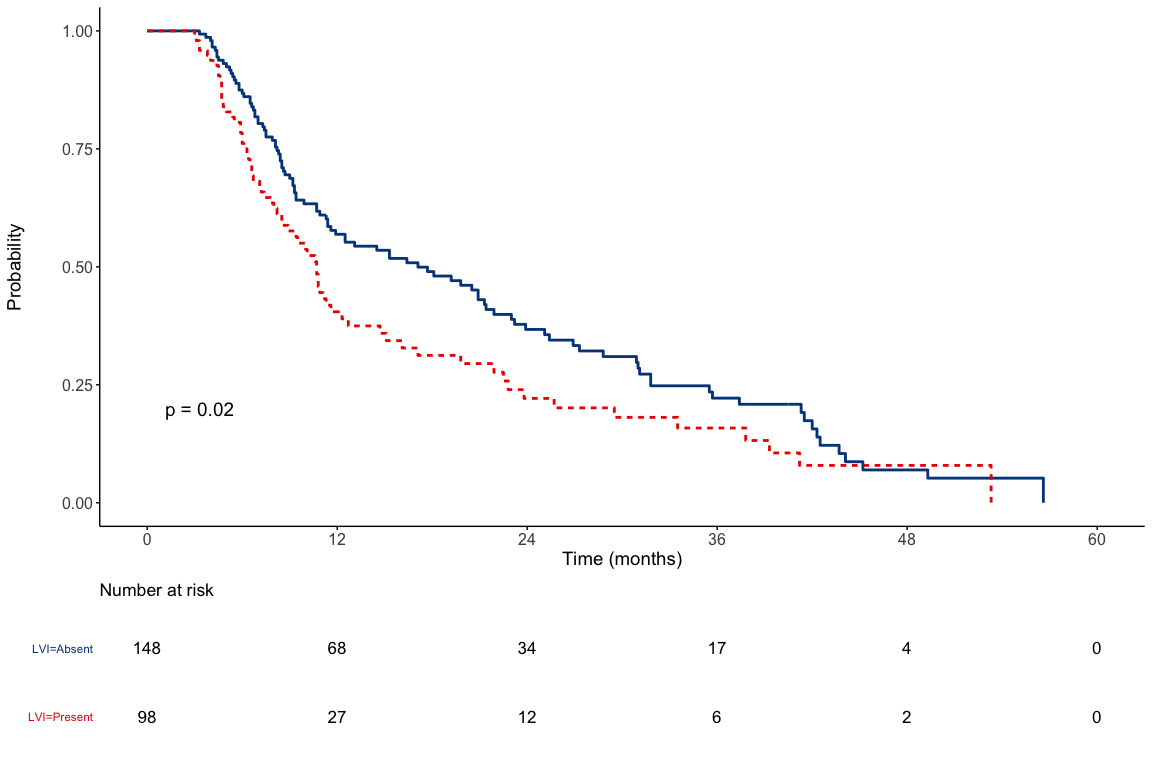 1.00
0.75
0.50
0.25
0.00
Probability
p = 0.02
0 12 24 36 48 60
Time (months)
Number at risk
LVI=Absent 148 68 34 17 4 0
LVI=Present 98 27 12 6 2 0